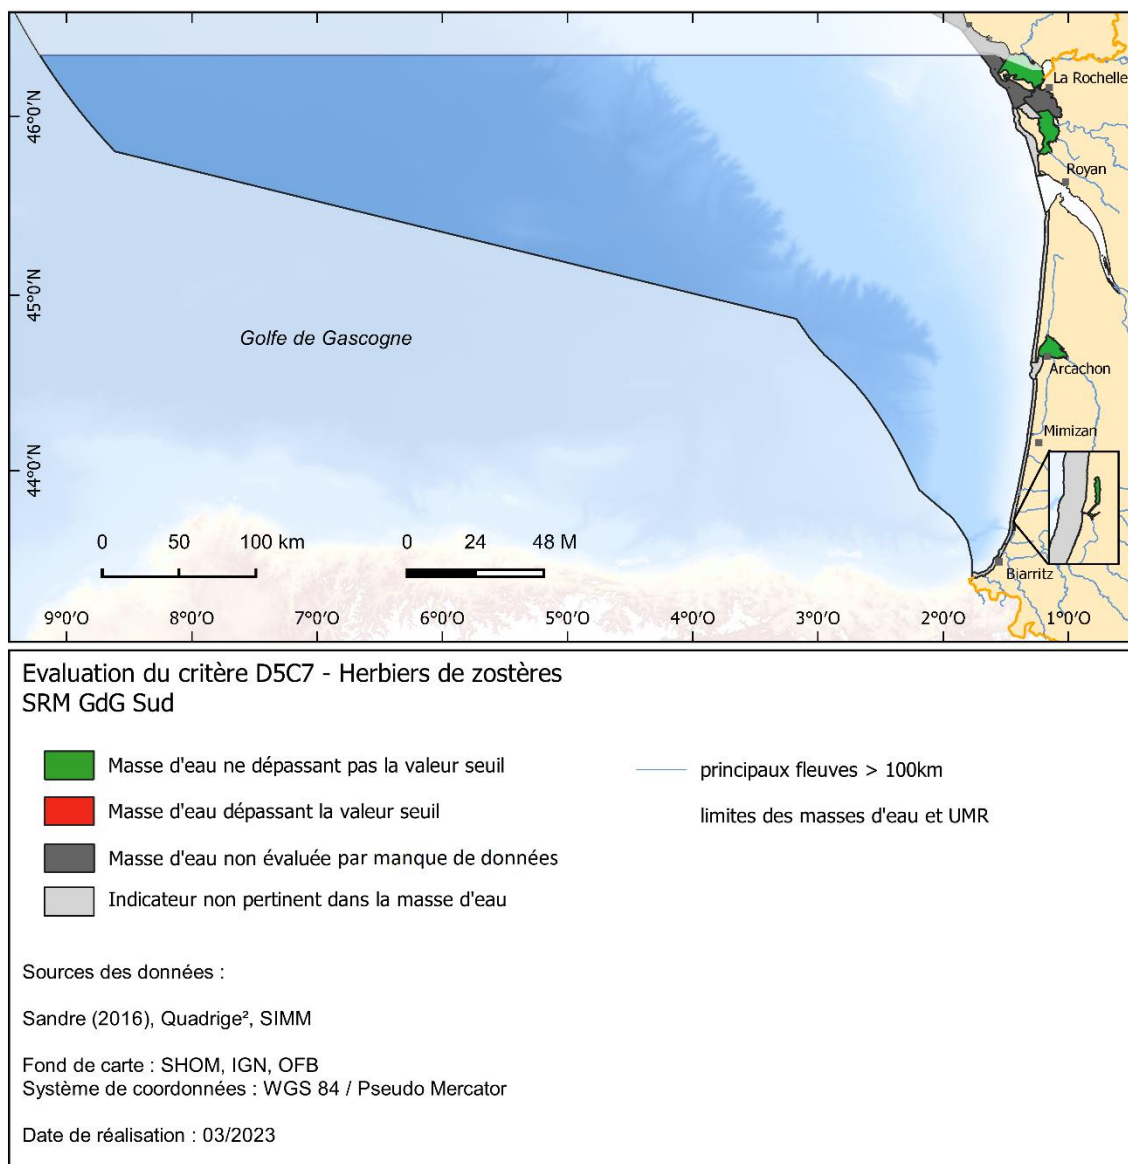 46°0'N
45°0'N
44°0'N
La Rochelle
Royan
Golfe de Gascogne
Arcachon
Mimizan
Biarritz
0 50 100 km
0 24 48 M
9°0'O 8°0'O 7°0'O 6°0'O 5°0'O 4°0'O 3°0'O 2°0'O 1°0'O
Evaluation du critère D5C7 - Herbiers de zostères
SRM GdG Sud
Masse d'eau ne dépassant pas la valeur seuil
Masse d'eau dépassant la valeur seuil
Masse d'eau non évaluée par manque de données
Indicateur non pertinent dans la masse d'eau
principaux fleuves > 100km
limites des masses d'eau et UMR
Sources des données :
Sandre (2016), Quadrige², SIMM
Fond de carte : SHOM, IGN, OFB
Système de coordonnées : WGS 84 / Pseudo Mercator
Date de réalisation : 03/2023